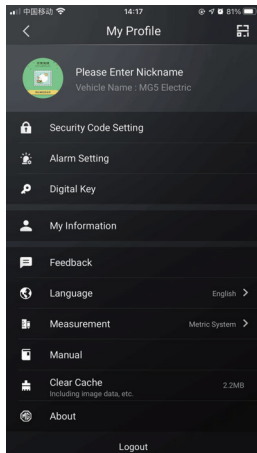 中国移动 14:17 81%
My Profile
Please Enter Nickname
Vehicle Name : MG5 Electric
Security Code Setting
Alarm Setting
Digital Key
My Information
Feedback
Language English
Measurement Metric System
Manual
Clear Cache 2.2MB
Including image data, etc.
About
Logout